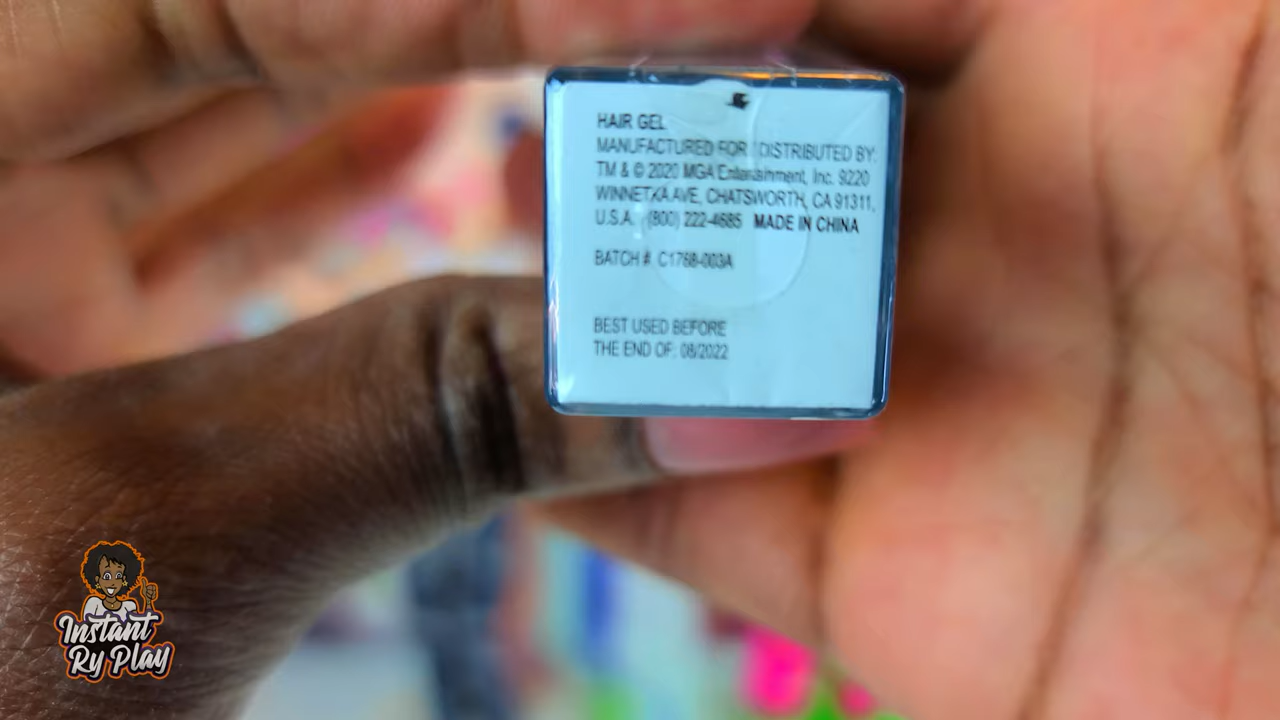 HAIR GEL
MANUFACTURED FOR / DISTRIBUTED BY:
TM & © 2020 MGA Entertainment, Inc. 9220
WINNETKA AVE, CHATSWORTH, CA 91311,
U.S.A. (800) 222-4685 MADE IN CHINA
BATCH # C1768-003A
BEST USED BEFORE
THE END OF: 08/2022
Instant
Ry Play